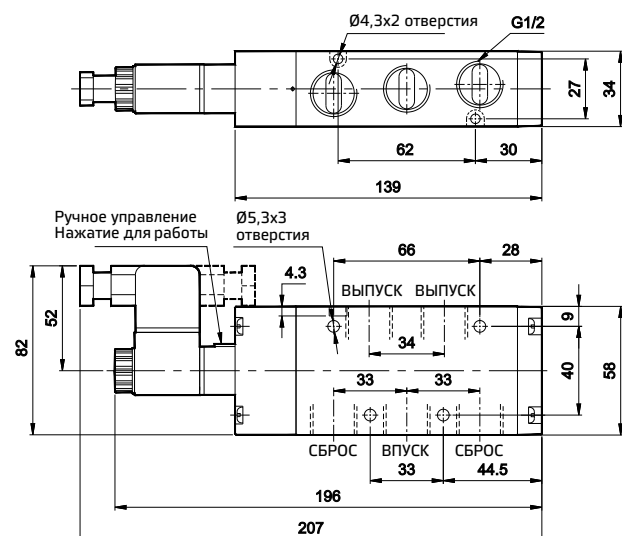 Ø4,3x2 отверстия
G1/2
27
34
62
30
139
Ручное управление
Нажатие для работы
Ø5,3x3
отверстия
66
28
4.3
ВЫПУСК ВЫПУСК
9
52
82
34
40
58
33
33
СБРОС ВПУСК СБРОС
33
44.5
196
207